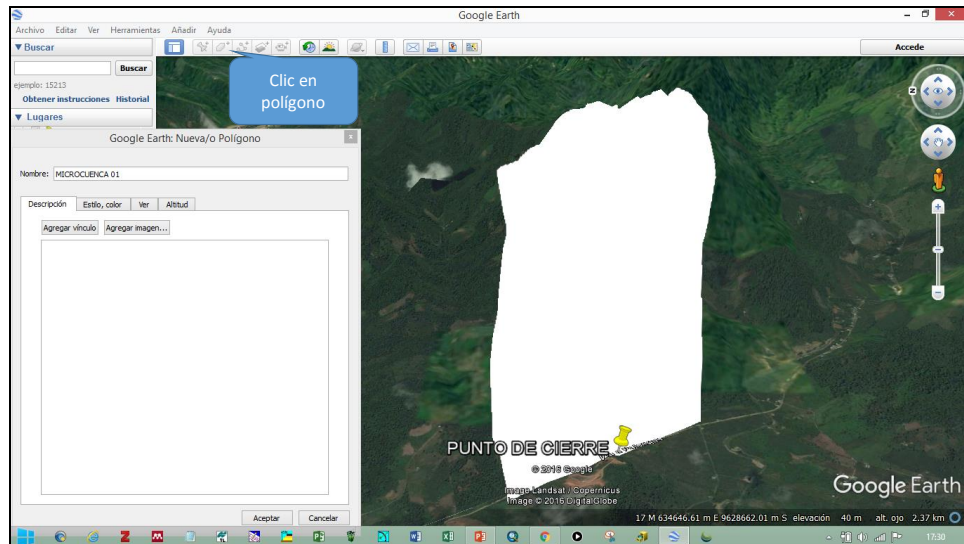 Google Earth
Archivo Editar Ver Herramientas Añadir Ayuda
Buscar
Accede
Buscar
ejemplo: 15213
Obtener instrucciones Historial
Lugares
Clic en
polígono
Google Earth: Nueva/o Polígono
Nombre: MICROCUENCA 01
Descripción Estilo, color Ver Altitud
Agregar vínculo Agregar imagen...
Aceptar Cancelar
N
PUNTO DE CIERRE
© 2016 Google
Image Landsat / Copernicus
Image © 2016 DigitalGlobe
Google Earth
17 M 634646.61 m E 9628662.01 m S elevación 40 m alt. ojo 2.37 km
17:30